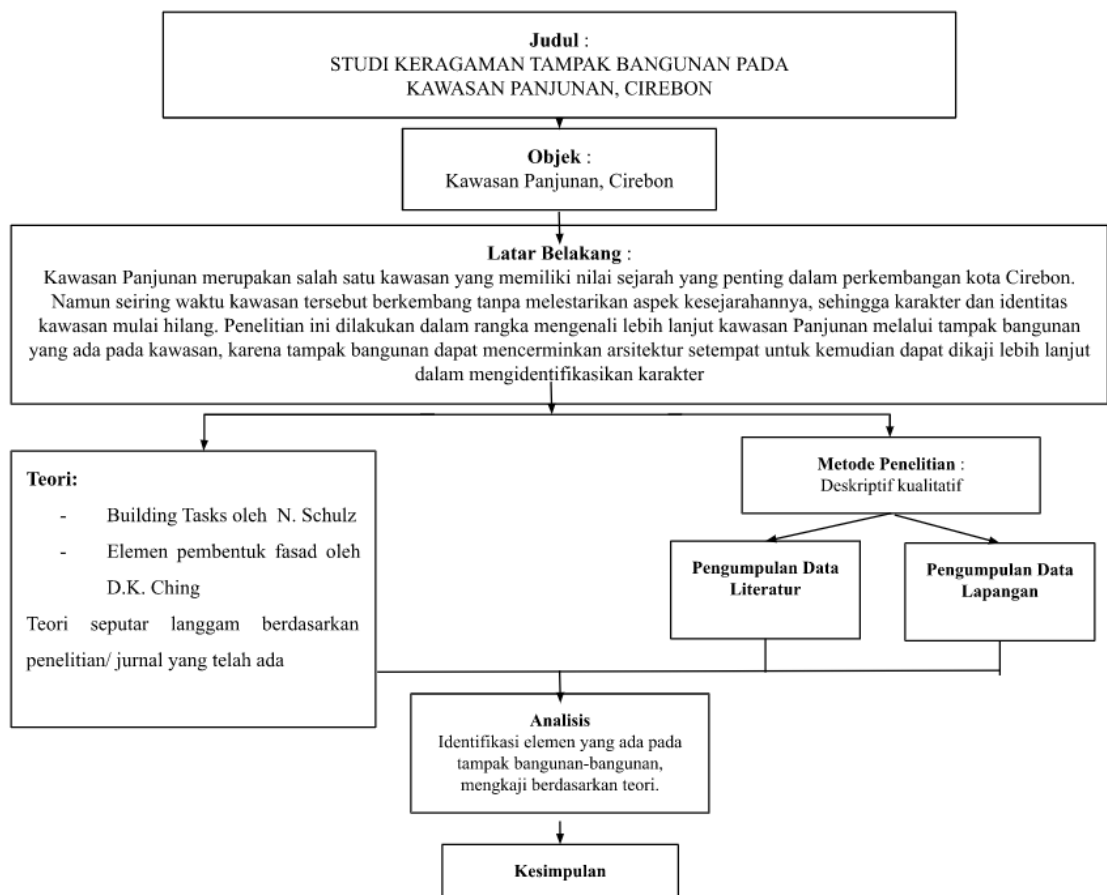 Judul :
STUDI KERAGAMAN TAMPAK BANGUNAN PADA
KAWASAN PANJUNAN, CIREBON
Objek :
Kawasan Panjunan, Cirebon
Latar Belakang :
Kawasan Panjunan merupakan salah satu kawasan yang memiliki nilai sejarah yang penting dalam perkembangan kota Cirebon.
Namun seiring waktu kawasan tersebut berkembang tanpa melestarikan aspek kesejarahannya, sehingga karakter dan identitas
kawasan mulai hilang. Penelitian ini dilakukan dalam rangka mengenali lebih lanjut kawasan Panjunan melalui tampak bangunan
yang ada pada kawasan, karena tampak bangunan dapat mencerminkan arsitektur setempat untuk kemudian dapat dikaji lebih lanjut
dalam mengidentifikasikan karakter
Teori:
- Building Tasks oleh N. Schulz
- Elemen pembentuk fasad oleh
D.K. Ching
Teori seputar langgam berdasarkan
penelitian/ jurnal yang telah ada
Metode Penelitian :
Deskriptif kualitatif
Pengumpulan Data
Literatur
Pengumpulan Data
Lapangan
Analisis
Identifikasi elemen yang ada pada
tampak bangunan-bangunan,
mengkaji berdasarkan teori.
Kesimpulan